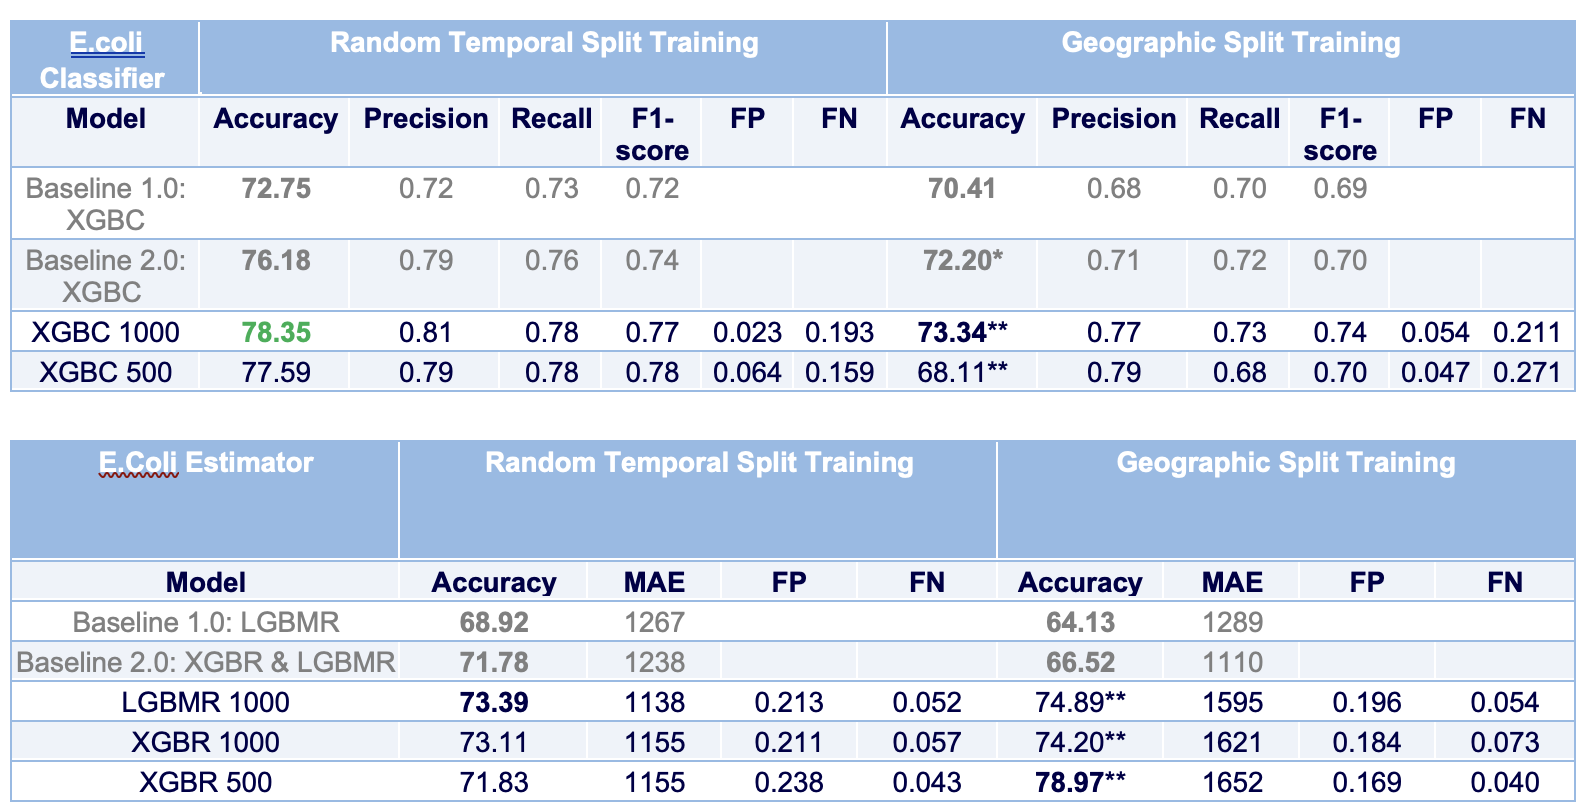 E.coli Classifier Random Temporal Split Training Geographic Split Training
Model Accuracy Precision Recall F1-score FP FN Accuracy Precision Recall F1-score FP FN
Baseline 1.0: XGBC 72.75 0.72 0.73 0.72 70.41 0.68 0.70 0.69
Baseline 2.0: XGBC 76.18 0.79 0.76 0.74 72.20* 0.71 0.72 0.70
XGBC 1000 78.35 0.81 0.78 0.77 0.023 0.193 73.34** 0.77 0.73 0.74 0.054 0.211
XGBC 500 77.59 0.79 0.78 0.78 0.064 0.159 68.11** 0.79 0.68 0.70 0.047 0.271
E.Coli Estimator Random Temporal Split Training Geographic Split Training
Model Accuracy MAE FP FN Accuracy MAE FP FN
Baseline 1.0: LGBMR 68.92 1267 64.13 1289
Baseline 2.0: XGBR & LGBMR 71.78 1238 66.52 1110
LGBMR 1000 73.39 1138 0.213 0.052 74.89** 1595 0.196 0.054
XGBR 1000 73.11 1155 0.211 0.057 74.20** 1621 0.184 0.073
XGBR 500 71.83 1155 0.238 0.043 78.97** 1652 0.169 0.040